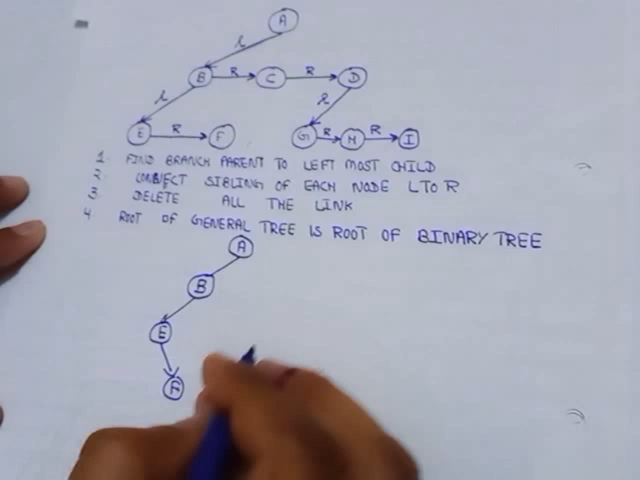 A
L
B R C R D
L L
E R F G R H R I
1. FIND BRANCH PARENT TO LEFT MOST CHILD
2. CONNECT SIBLING OF EACH NODE L TO R
3. DELETE ALL THE LINK
4. ROOT OF GENERAL TREE IS ROOT OF BINARY TREE
A
B
E
F